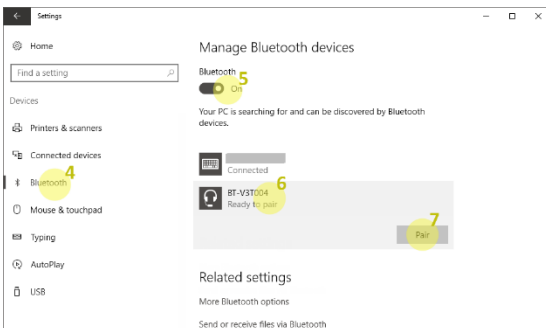 Settings
Home
Find a setting
Devices
Printers & scanners
Connected devices
4
Bluetooth
Mouse & touchpad
Typing
AutoPlay
USB
Manage Bluetooth devices
Bluetooth
5
On
Your PC is searching for and can be discovered by Bluetooth
devices.
Connected
6
BT-V3T004
Ready to pair
7
Pair
Related settings
More Bluetooth options
Send or receive files via Bluetooth